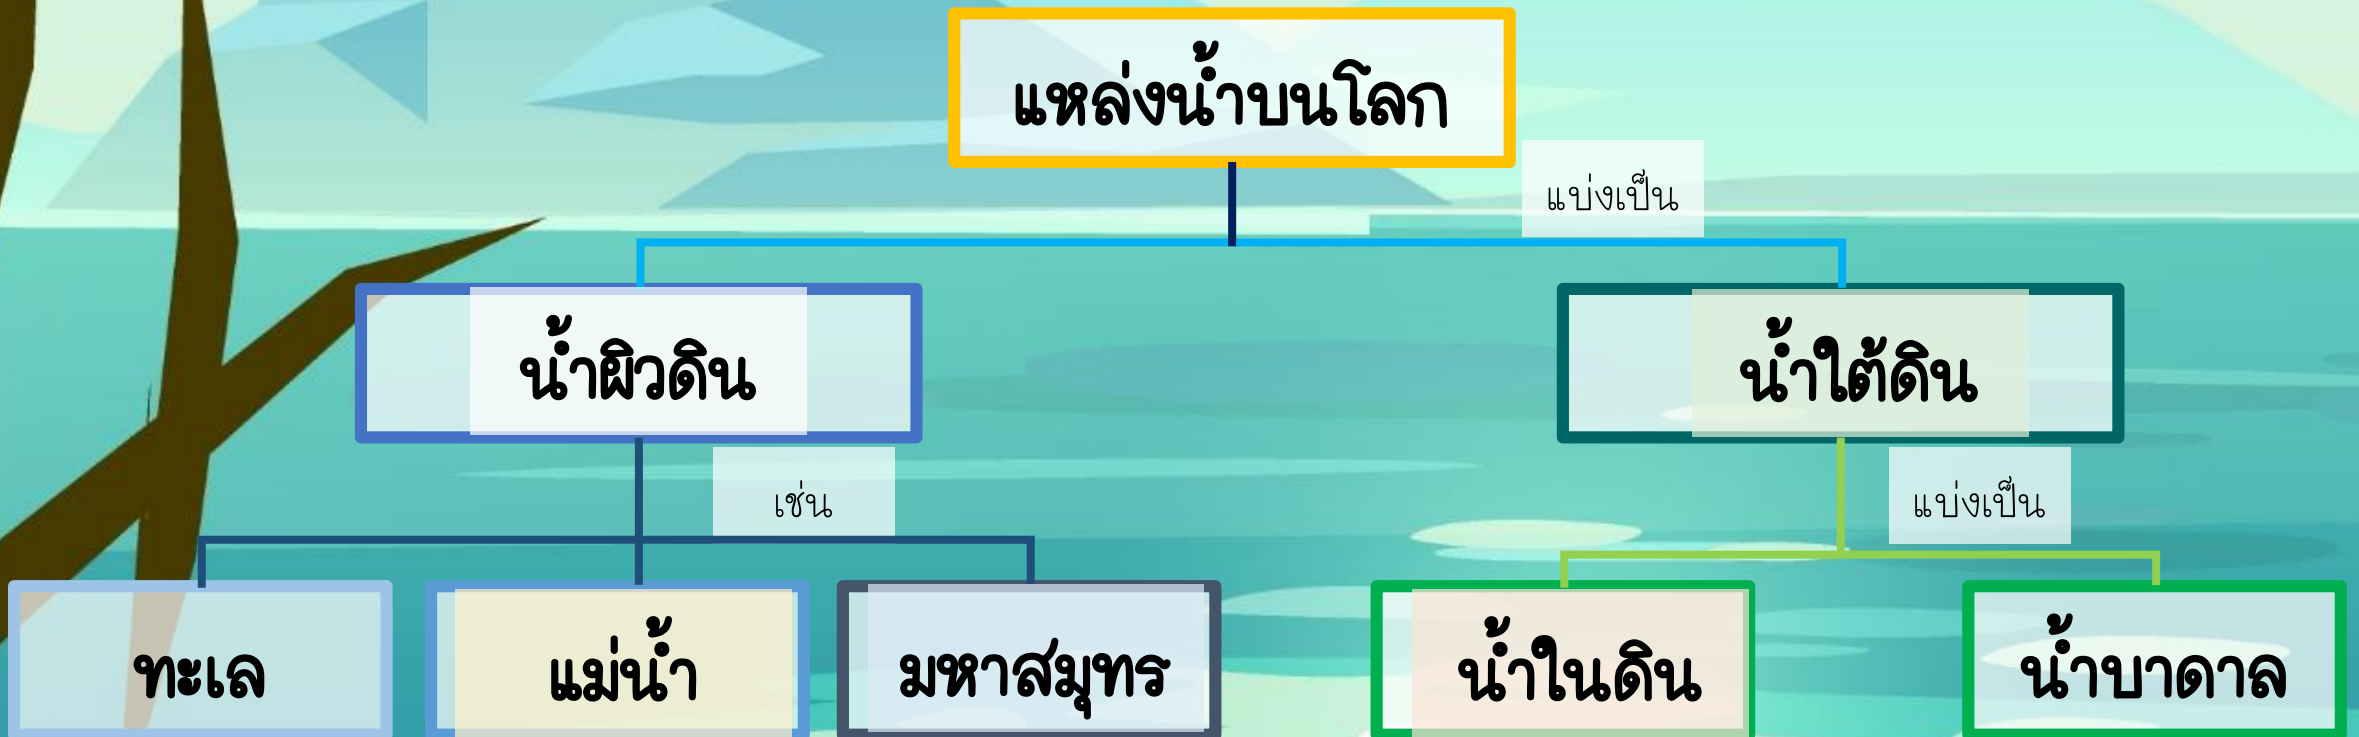 แหล่งน้ำบนโลก
แบ่งเป็น
น้ำผิวดิน
น้ำใต้ดิน
เช่น
แบ่งเป็น
ทะเล
แม่น้ำ
มหาสมุทร
น้ำในดิน
น้ำบาดาล